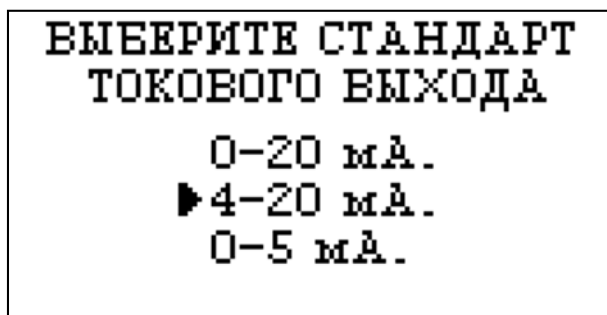 ВЫБЕРИТЕ СТАНДАРТ
ТОКОВОГО ВЫХОДА
0-20 мА.
▶4-20 мА.
0-5 мА.